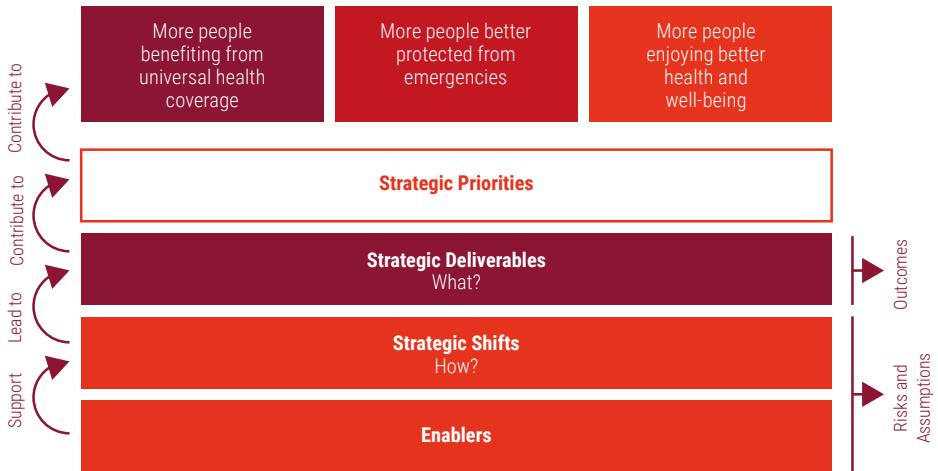 More people
benefiting from
universal health
coverage
More people better
protected from
emergencies
More people
enjoying better
health and
well-being
Contribute to
Strategic Priorities
Contribute to
Strategic Deliverables
What?
Outcomes
Lead to
Strategic Shifts
How?
Support
Enablers
Risks and
Assumptions